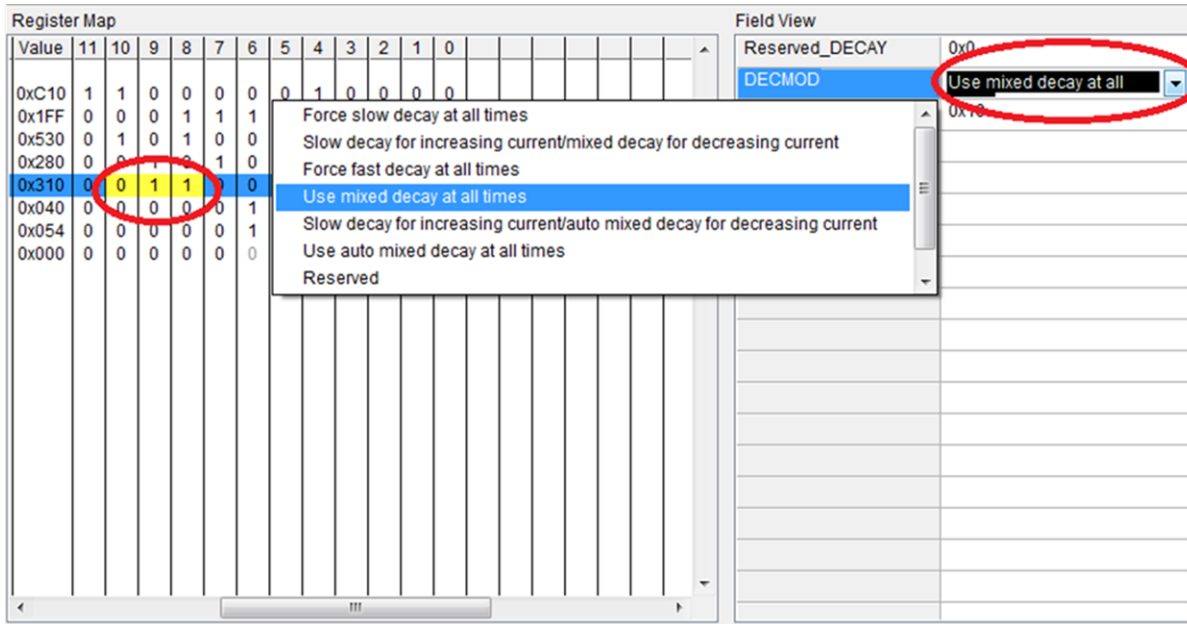 Register Map
Value 11 10 9 8 7 6 5 4 3 2 1 0
0xC10 1 1 0 0 0 0 0 1 0 0 0 0
0x1FF 0 0 0 1 1 1
0x530 0 1 0 1 0 0
0x280 0 0 1 0 1 0
0x310 0 0 1 1 0 0
0x040 0 0 0 0 0 1
0x054 0 0 0 0 0 1
0x000 0 0 0 0 0 0
Force slow decay at all times
Slow decay for increasing current/mixed decay for decreasing current
Force fast decay at all times
Use mixed decay at all times
Slow decay for increasing current/auto mixed decay for decreasing current
Use auto mixed decay at all times
Reserved
Field View
Reserved_DECAY 0x0
DECMOD Use mixed decay at all
0x10